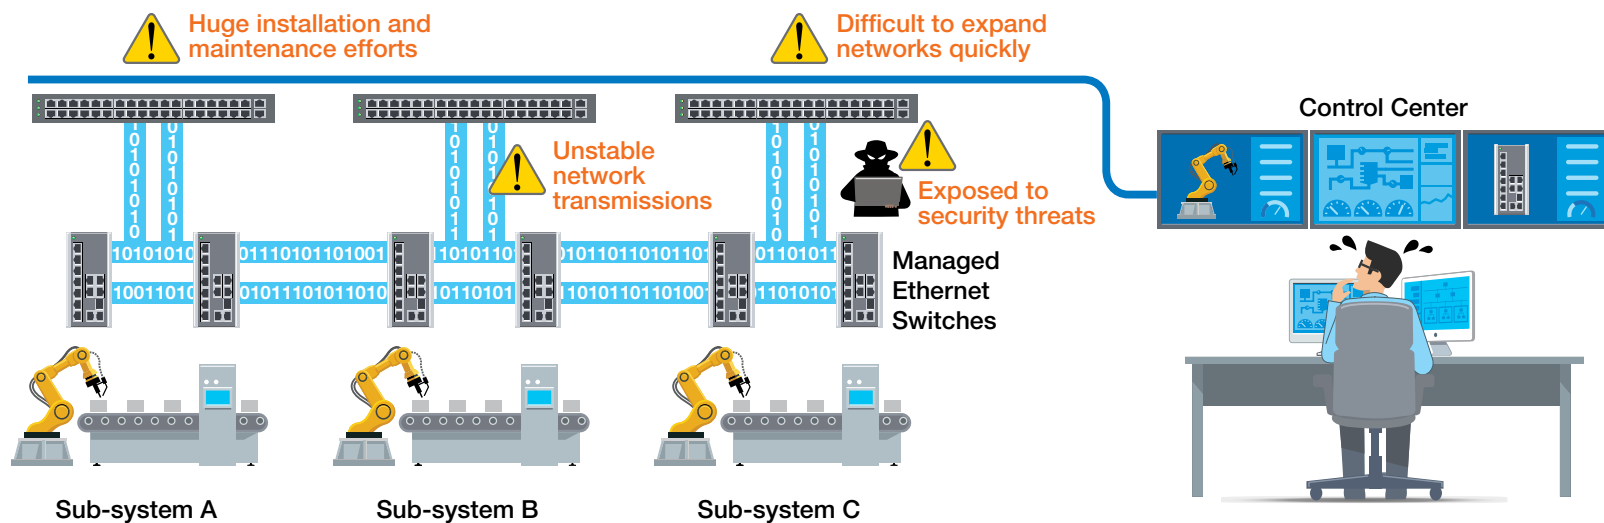 Huge installation and
maintenance efforts
Difficult to expand
networks quickly
Control Center
Unstable
network
transmissions
Exposed to
security threats
Managed
Ethernet
Switches
Sub-system A
Sub-system B
Sub-system C